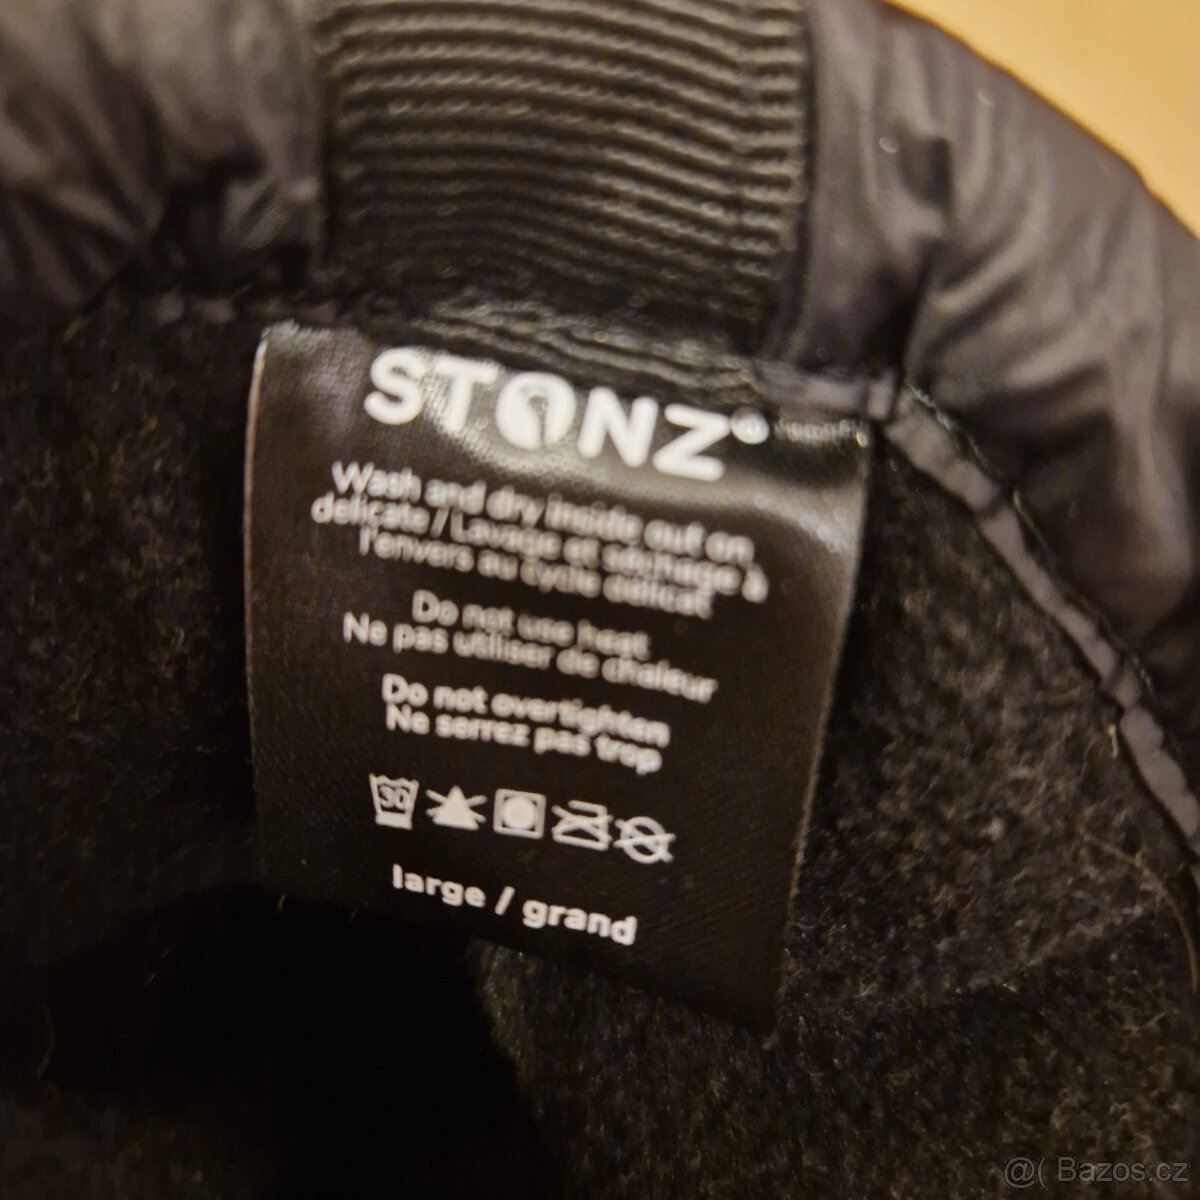 STONZ®
Wash and dry inside out on
delicate / Lavage et séchage à
l'envers au cycle délicat
Do not use heat
Ne pas utiliser de chaleur
Do not overtighten
Ne serrez pas trop
30
large / grand
@( Bazos.cz